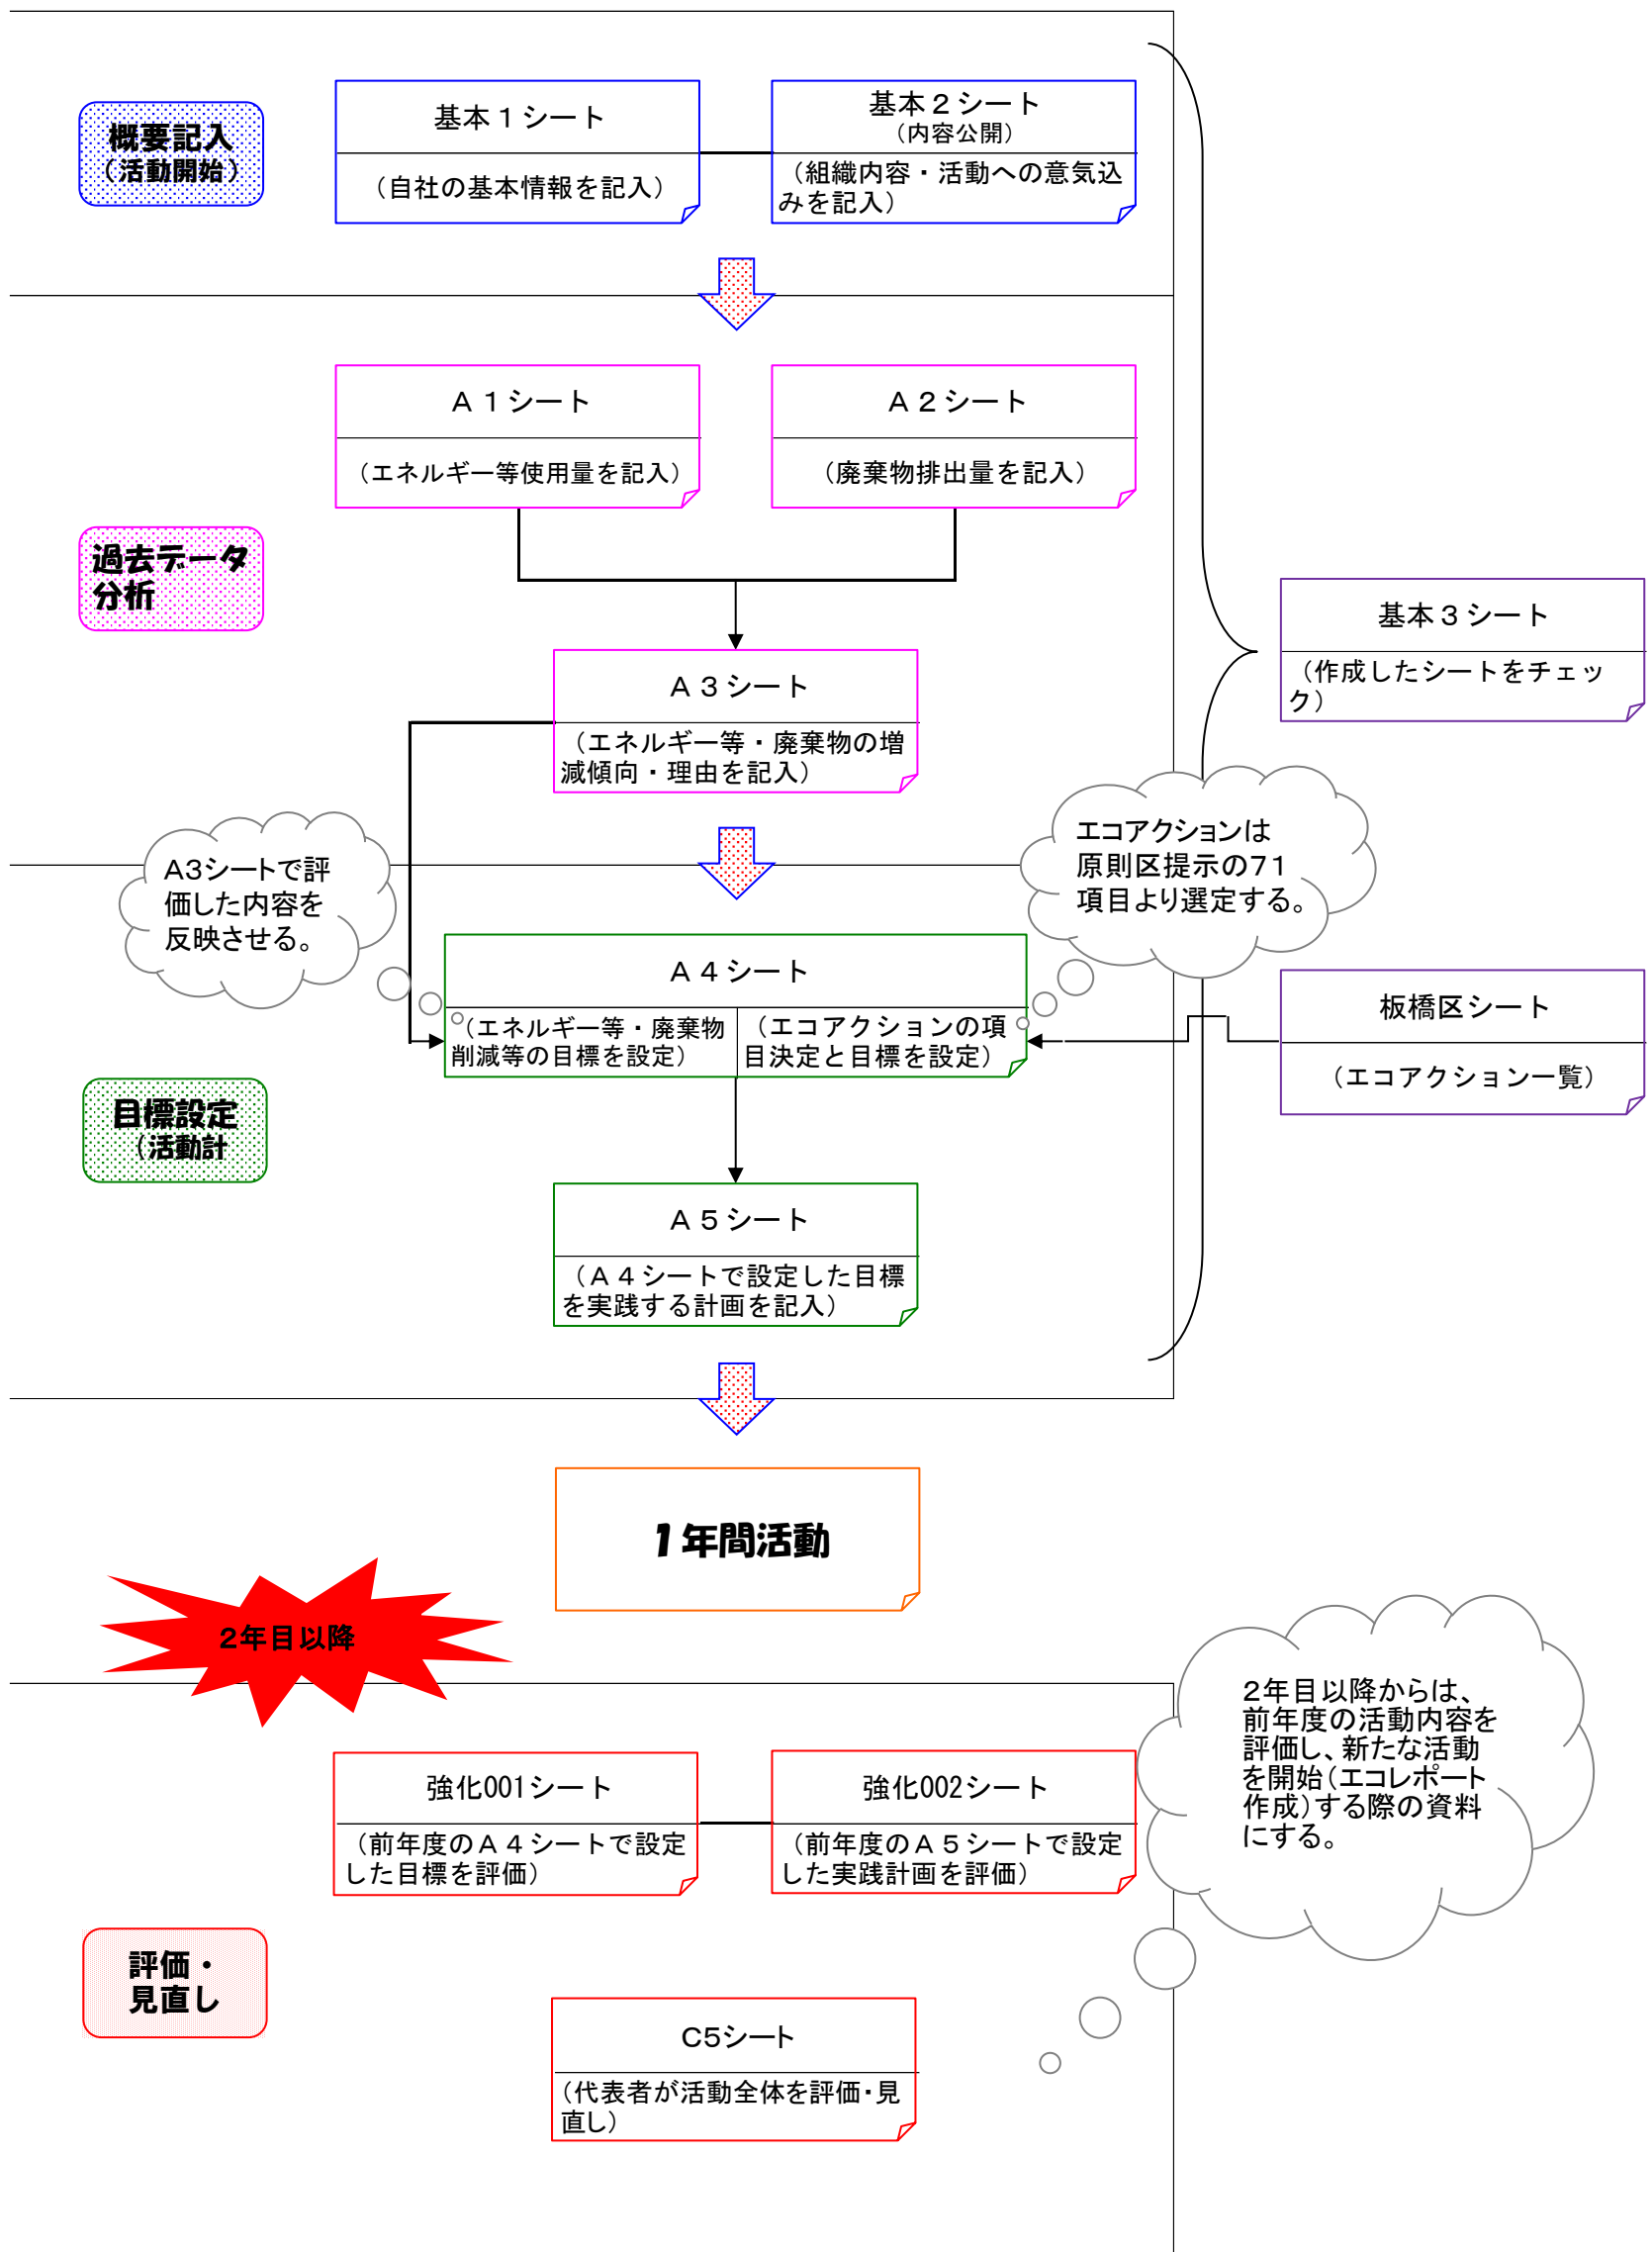 概要記入
（活動開始）
基本１シート
（自社の基本情報を記入）
基本２シート
（内容公開）
（組織内容・活動への意気込
みを記入）
過去データ
分析
Ａ１シート
（エネルギー等使用量を記入）
Ａ２シート
（廃棄物排出量を記入）
Ａ３シート
（エネルギー等・廃棄物の増
減傾向・理由を記入）
基本３シート
（作成したシートをチェッ
ク）
A3シートで評
価した内容を
反映させる。
エコアクションは
原則区提示の71
項目より選定する。
目標設定
（活動計
Ａ４シート
（エネルギー等・廃棄物
削減等の目標を設定）
（エコアクションの項
目決定と目標を設定）
板橋区シート
（エコアクション一覧）
Ａ５シート
（Ａ４シートで設定した目標
を実践する計画を記入）
１年間活動
2年目以降
強化001シート
（前年度のＡ４シートで設定
した目標を評価）
強化002シート
（前年度のＡ５シートで設定
した実践計画を評価）
2年目以降からは、
前年度の活動内容を
評価し、新たな活動
を開始（エコレポート
作成）する際の資料
にする。
評価・
見直し
C5シート
（代表者が活動全体を評価・見
直し）